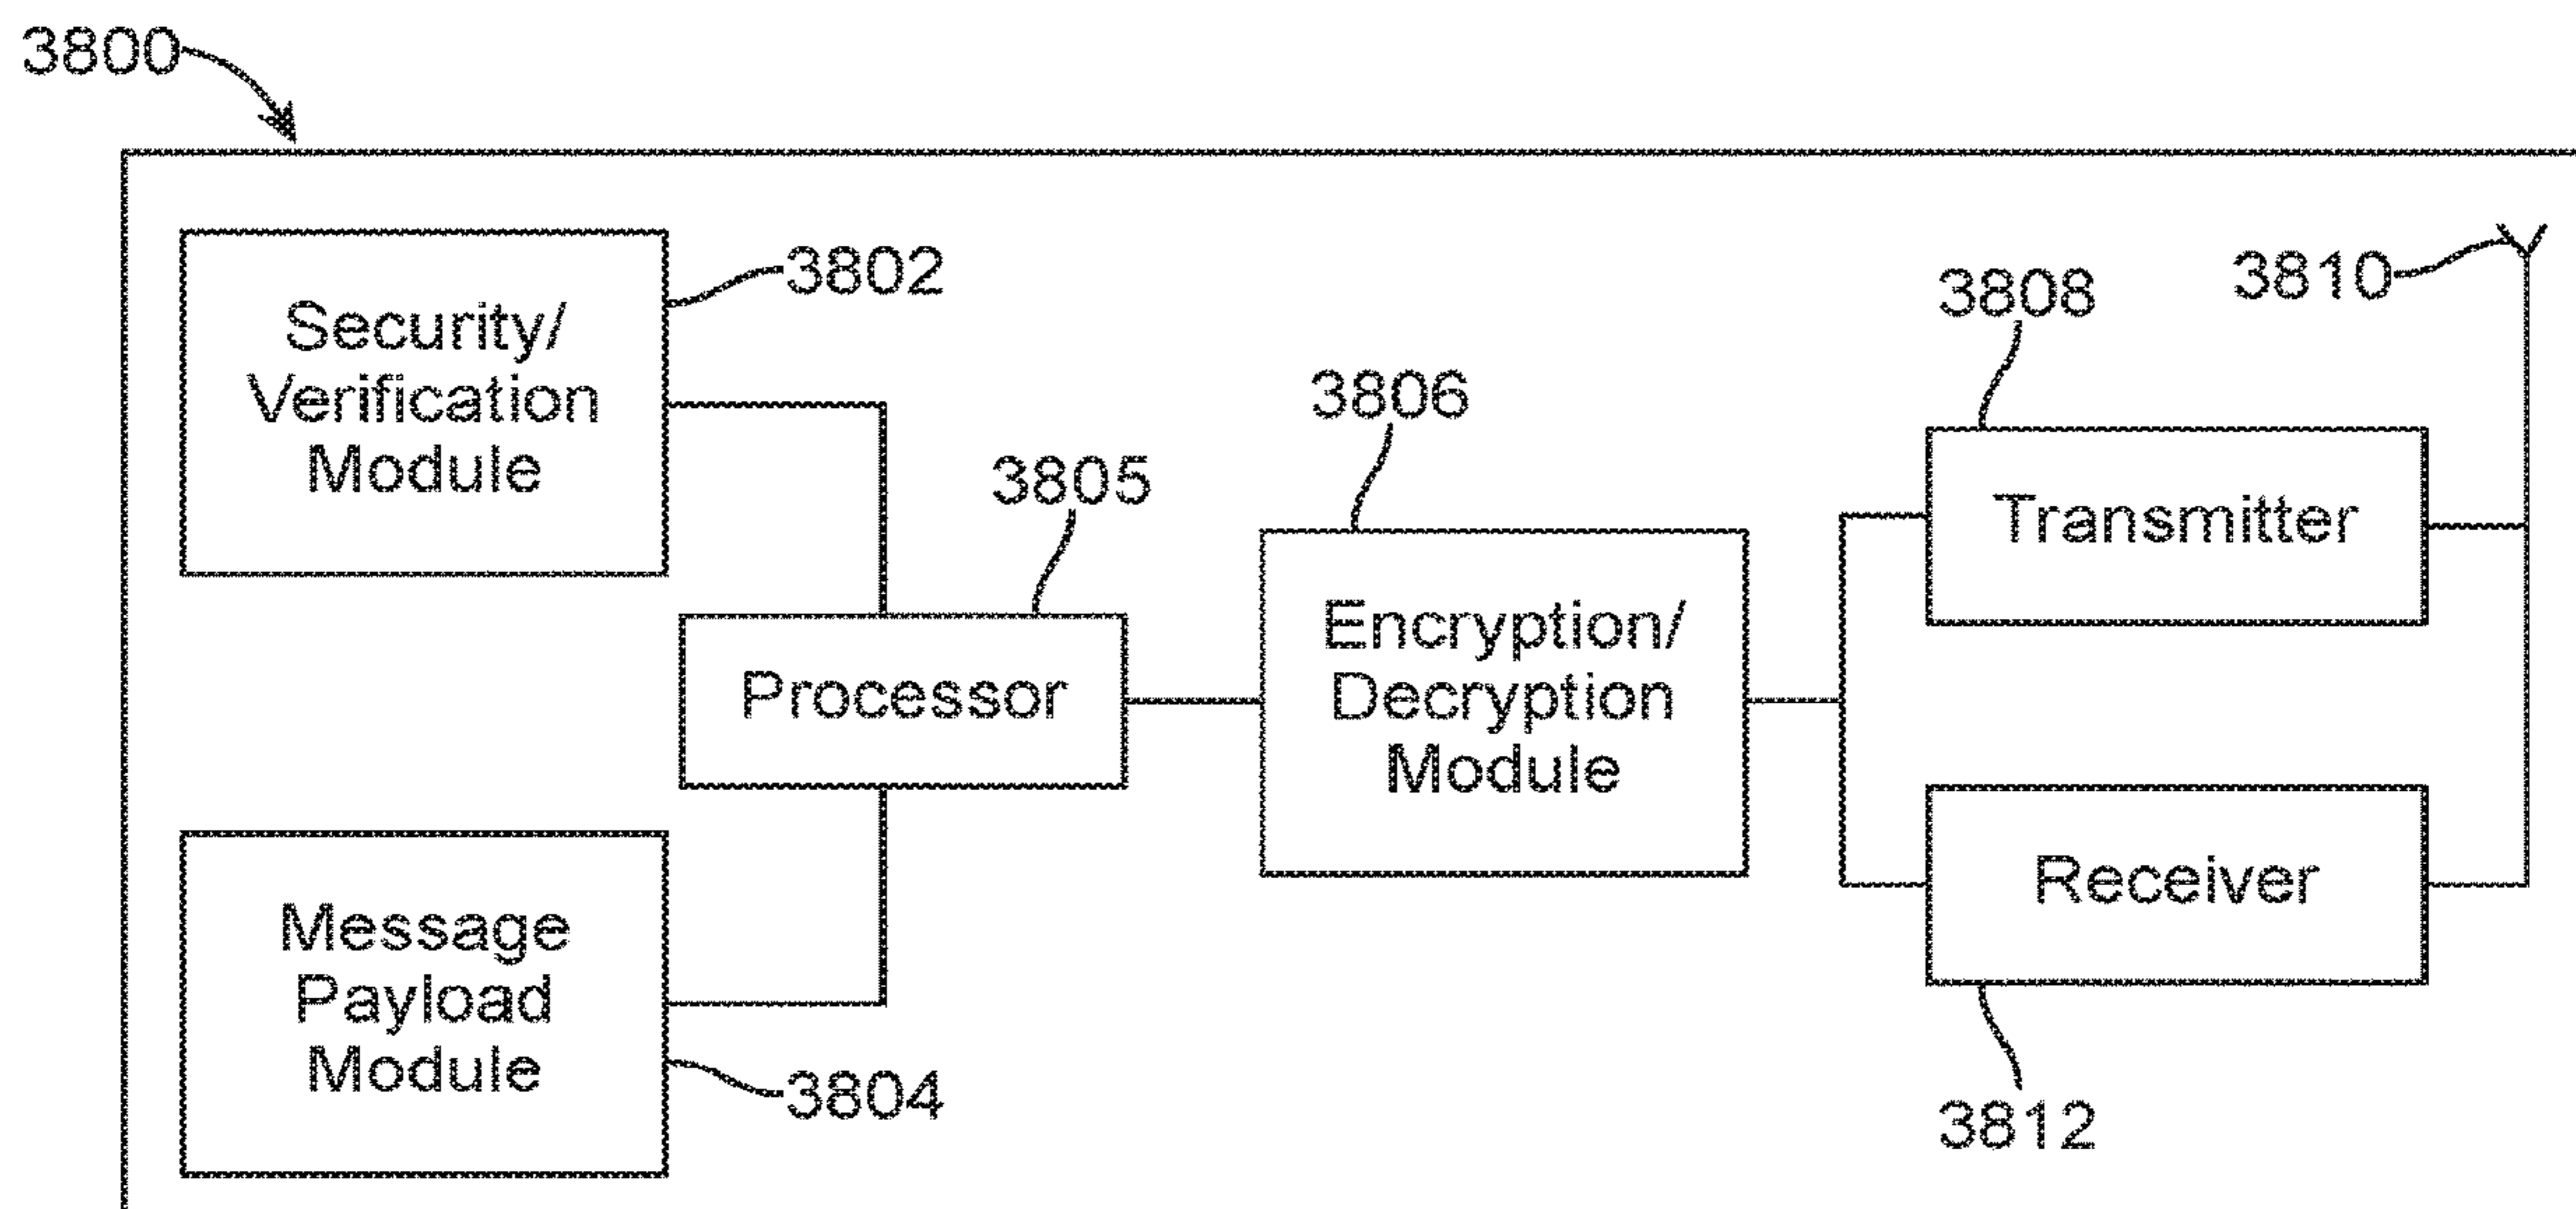 3800
Security/
Verification
Module
3802
3810
3808
3806
3805
Transmitter
Encryption/
Decryption
Module
Processor
Receiver
Message
Payload
Module
3804
3812